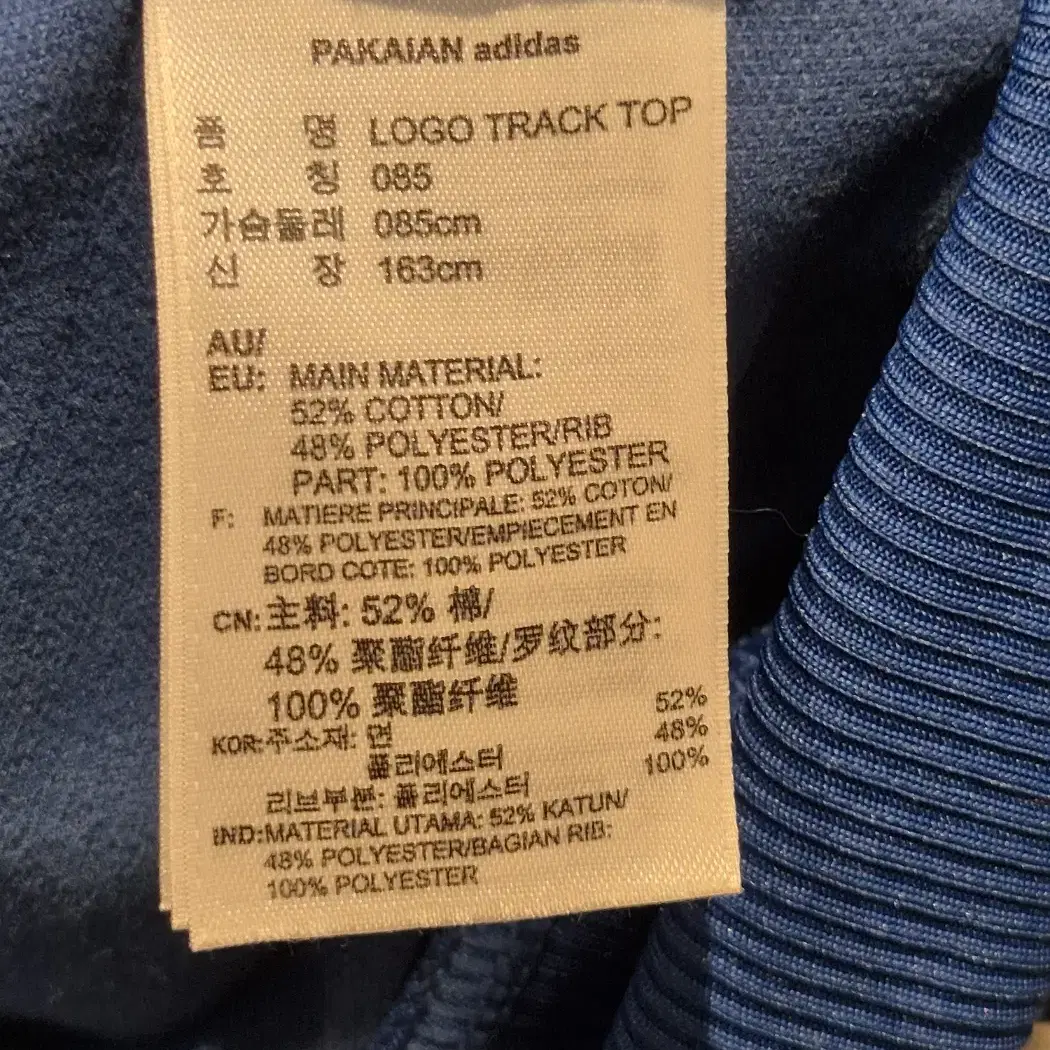 PAKAIAN adidas
품 명 LOGO TRACK TOP
호 칭 085
가슴둘레 085cm
신 장 163cm
AU/
EU: MAIN MATERIAL:
52% COTTON/
48% POLYESTER/RIB
PART: 100% POLYESTER
F: MATIERE PRINCIPALE: 52% COTON/
48% POLYESTER/EMPIECEMENT EN
BORD COTE: 100% POLYESTER
CN: 主料: 52% 棉/
48% 聚酯纤维/罗纹部分:
100% 聚酯纤维
KOR: 주소재: 면 52%
폴리에스터 48%
리브부분: 폴리에스터 100%
IND: MATERIAL UTAMA: 52% KATUN/
48% POLYESTER/BAGIAN RIB:
100% POLYESTER